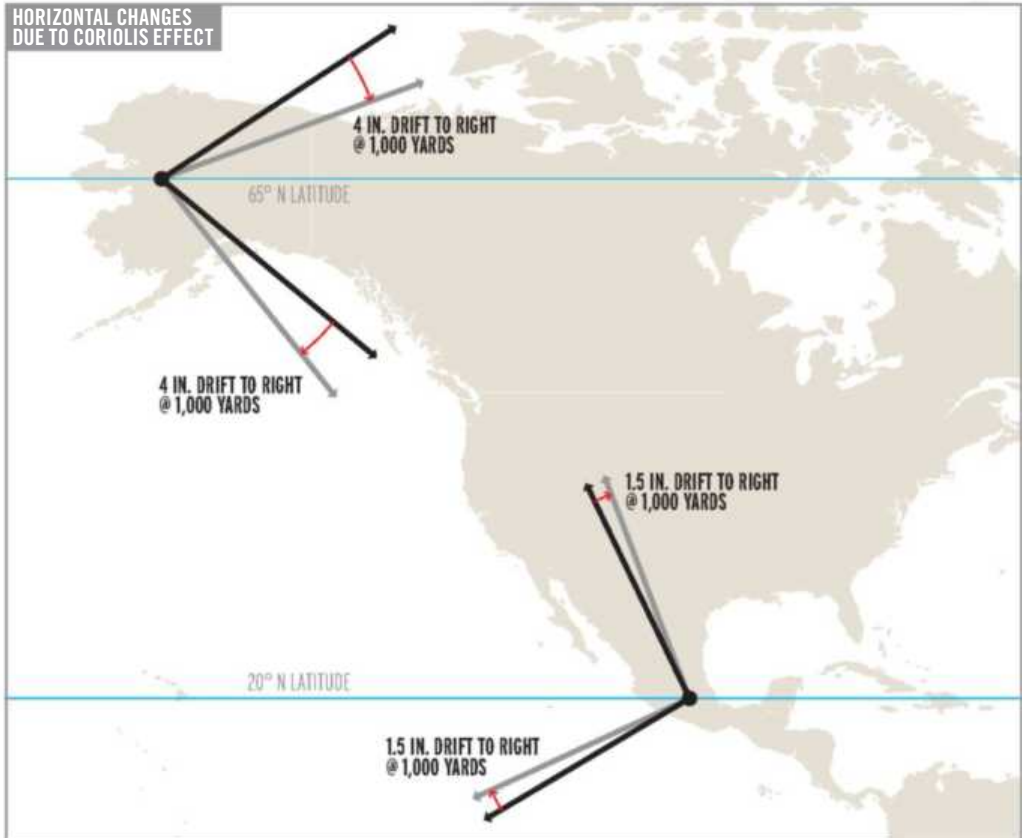 HORIZONTAL CHANGES
DUE TO CORIOLIS EFFECT
4 IN. DRIFT TO RIGHT
@ 1,000 YARDS
65° N LATITUDE
4 IN. DRIFT TO RIGHT
@ 1,000 YARDS
1.5 IN. DRIFT TO RIGHT
@ 1,000 YARDS
20° N LATITUDE
1.5 IN. DRIFT TO RIGHT
@ 1,000 YARDS